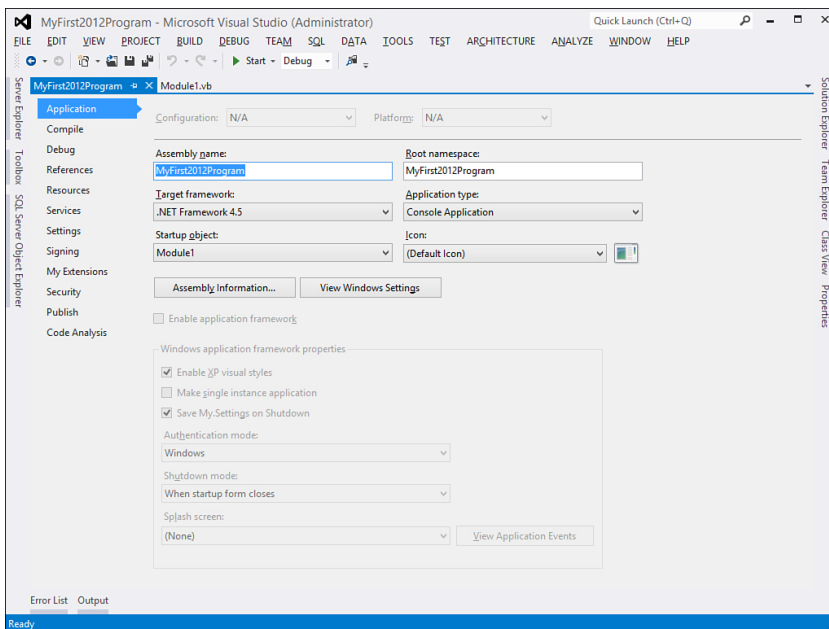 MyFirst2012Program - Microsoft Visual Studio (Administrator)
Quick Launch (Ctrl+Q)
FILE EDIT VIEW PROJECT BUILD DEBUG TEAM SQL DATA TOOLS TEST ARCHITECTURE ANALYZE WINDOW HELP
Start Debug
MyFirst2012Program Module1.vb
Server Explorer
Toolbox
SQL Server Object Explorer
Application
Compile
Debug
References
Resources
Services
Settings
Signing
My Extensions
Security
Publish
Code Analysis
Configuration: N/A Platform: N/A
Assembly name: Root namespace:
MyFirst2012Program MyFirst2012Program
Target framework: Application type:
.NET Framework 4.5 Console Application
Startup object: Icon:
Module1 (Default Icon)
Assembly Information... View Windows Settings
Enable application framework
Windows application framework properties
Enable XP visual styles
Make single instance application
Save My.Settings on Shutdown
Authentication mode:
Windows
Shutdown mode:
When startup form closes
Splash screen:
(None) View Application Events
Solution Explorer
Team Explorer
Class View
Properties
Error List Output
Ready